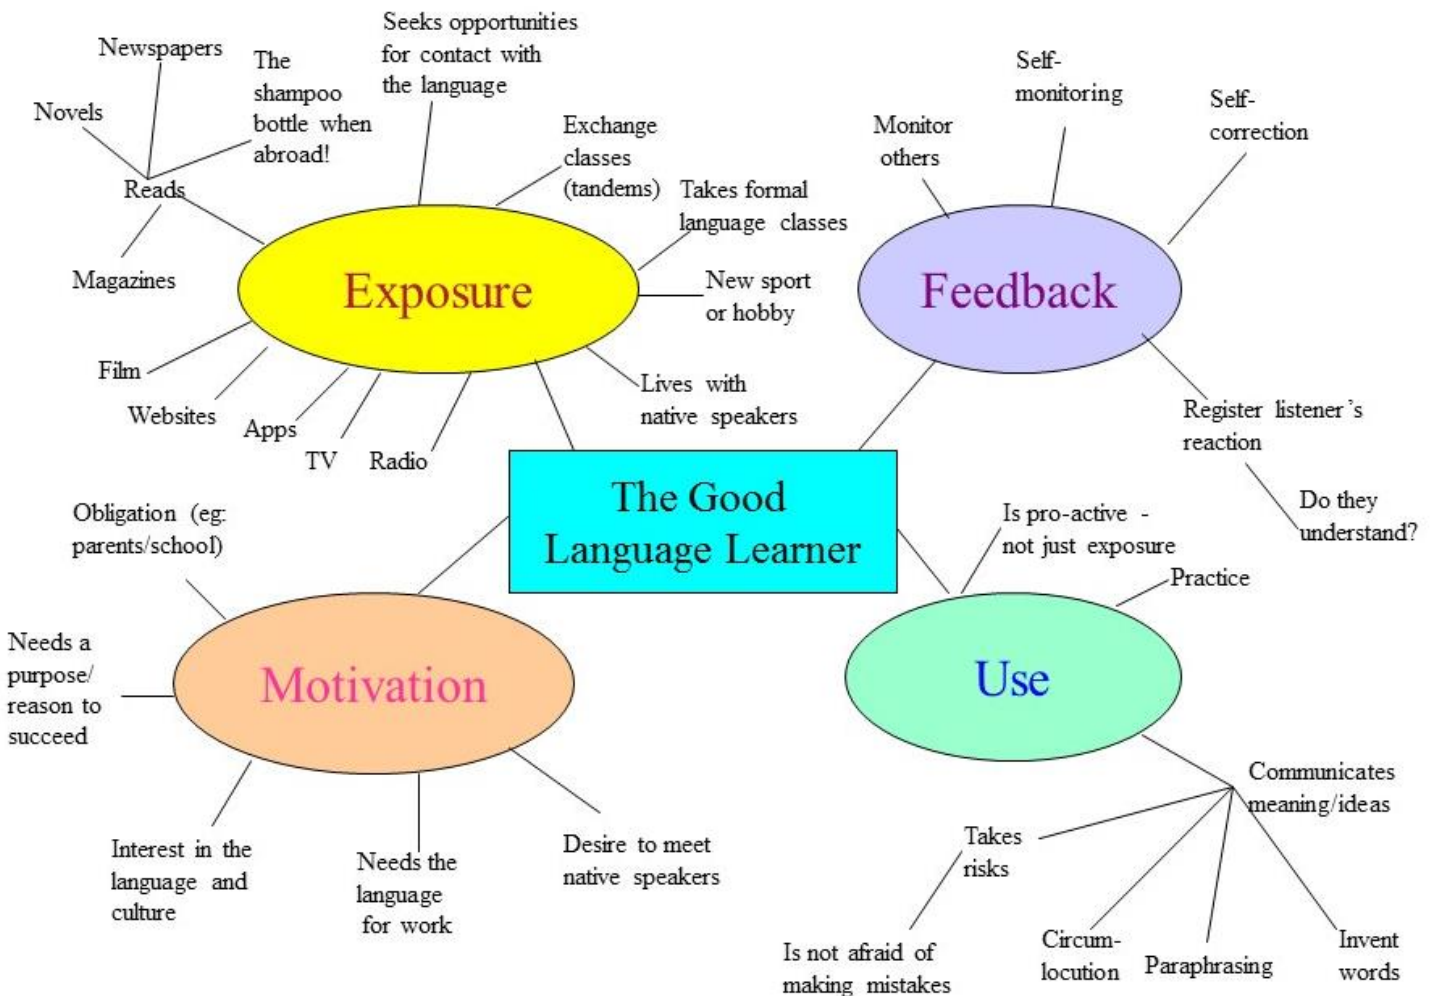 Newspapers
Novels
The
shampoo
bottle when
abroad!
Reads
Magazines
Seeks opportunities
for contact with
the language
Exchange
classes
(tandems)
Takes formal
language classes
New sport
or hobby
Lives with
native speakers
Exposure
Film
Websites
Apps
TV
Radio
Monitor
others
Self-
monitoring
Self-
correction
Feedback
Register listener's
reaction
Do they
understand?
The Good
Language Learner
Obligation (eg:
parents/school)
Needs a
purpose/
reason to
succeed
Motivation
Interest in the
language and
culture
Needs the
language
for work
Desire to meet
native speakers
Is pro-active -
not just exposure
Practice
Use
Communicates
meaning/ideas
Takes
risks
Is not afraid of
making mistakes
Circum-
locution
Paraphrasing
Invent
words